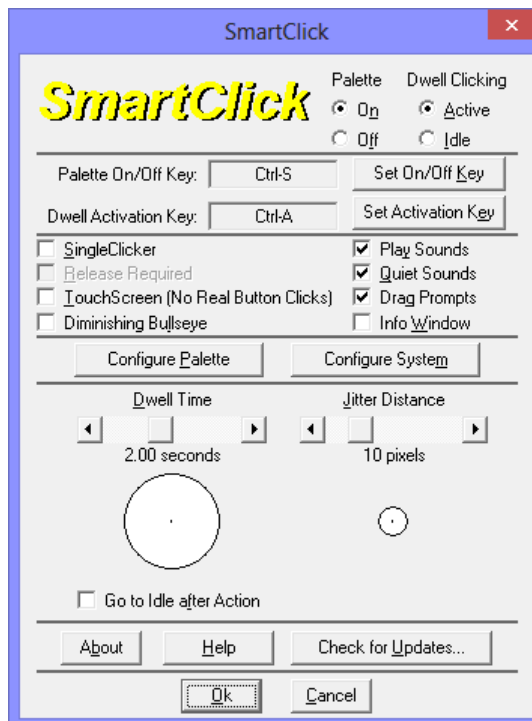 SmartClick
SmartClick
Palette Dwell Clicking
On Active
Off Idle
Palette On/Off Key: Ctrl-S Set On/Off Key
Dwell Activation Key: Ctrl-A Set Activation Key
SingleClicker Play Sounds
Release Required Quiet Sounds
TouchScreen (No Real Button Clicks) Drag Prompts
Diminishing Bullseye Info Window
Configure Palette Configure System
Dwell Time Jitter Distance
2.00 seconds 10 pixels
Go to Idle after Action
About Help Check for Updates...
Ok Cancel